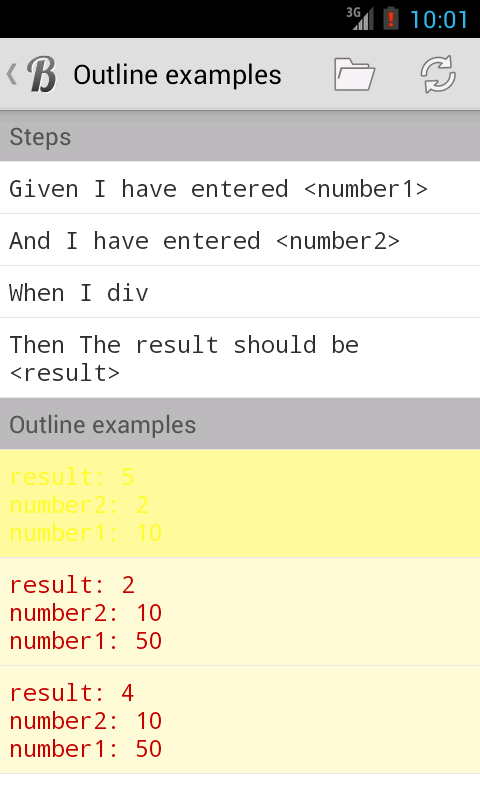 3G
10:01
B
Outline examples
Steps
Given I have entered <number1>
And I have entered <number2>
When I div
Then The result should be
<result>
Outline examples
result: 5
number2: 2
number1: 10
result: 2
number2: 10
number1: 50
result: 4
number2: 10
number1: 50